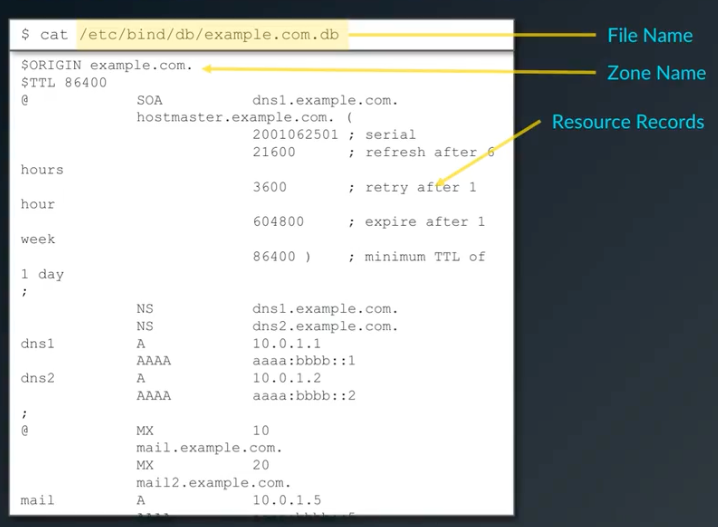 $ cat /etc/bind/db/example.com.db
File Name
$ORIGIN example.com.
Zone Name
$TTL 86400
@ SOA dns1.example.com.
Resource Records
hostmaster.example.com. (
2001062501 ; serial
21600 ; refresh after 6
hours
3600 ; retry after 1
hour
604800 ; expire after 1
week
86400 ) ; minimum TTL of
1 day
;
NS dns1.example.com.
NS dns2.example.com.
dns1 A 10.0.1.1
AAAA aaaa:bbbb::1
dns2 A 10.0.1.2
AAAA aaaa:bbbb::2
;
@ MX 10
mail.example.com.
MX 20
mail2.example.com.
mail A 10.0.1.5